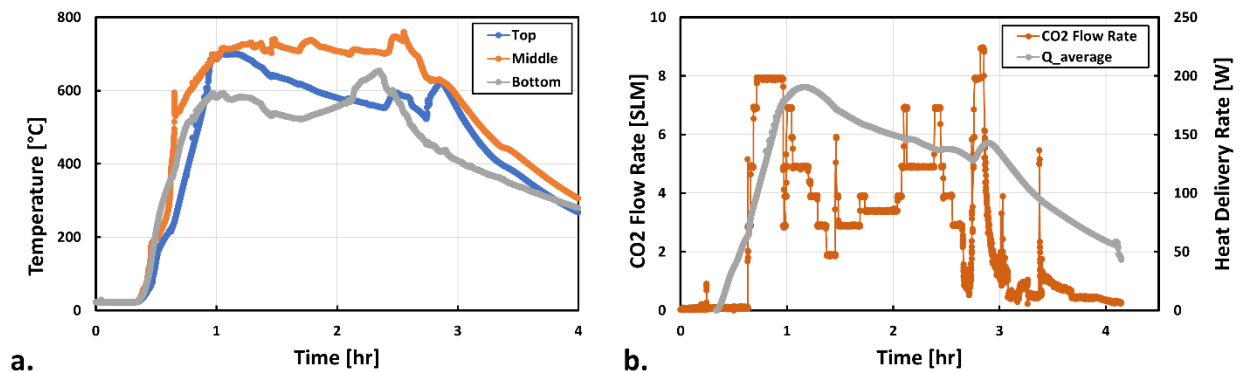 800
600
400
200
0
0
1
2
3
4
Temperature [°C]
Time [hr]
Top
Middle
Bottom
a.
10
8
6
4
2
0
0
1
2
3
4
250
200
150
100
50
0
CO2 Flow Rate [SLM]
Heat Delivery Rate [W]
Time [hr]
CO2 Flow Rate
Q_average
b.